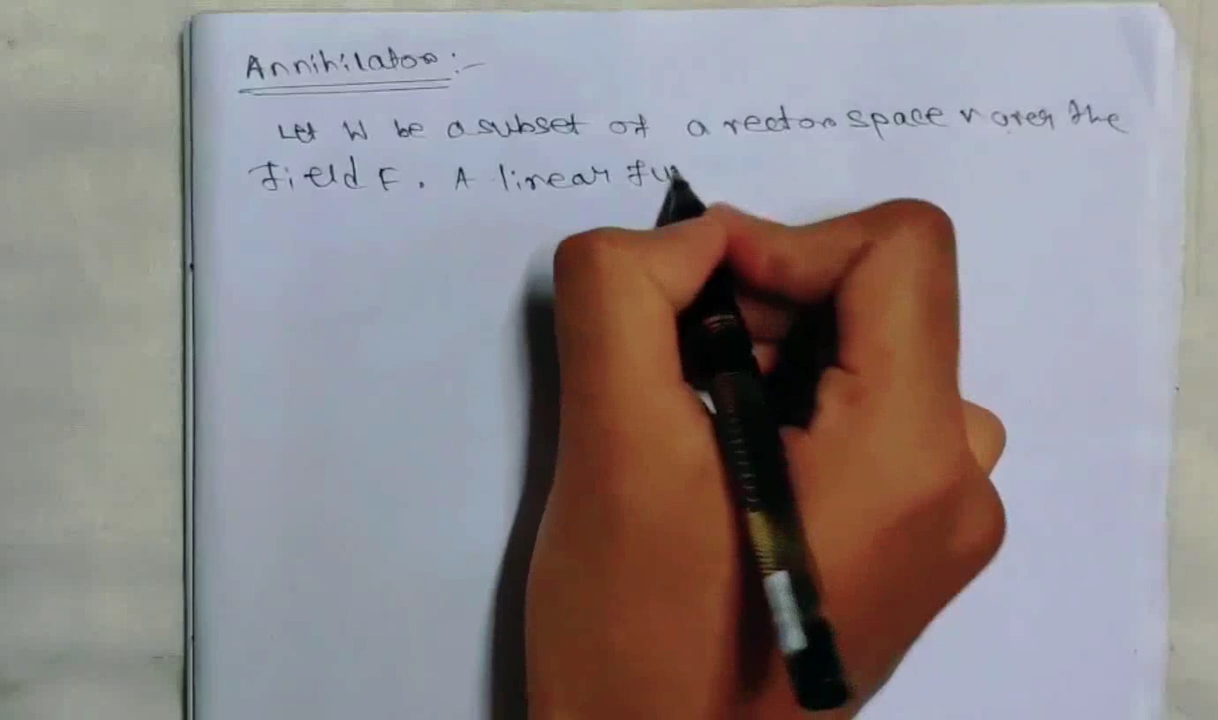 Annihilator :-
Let W be a subset of a vector space V over the
field F. A linear fu